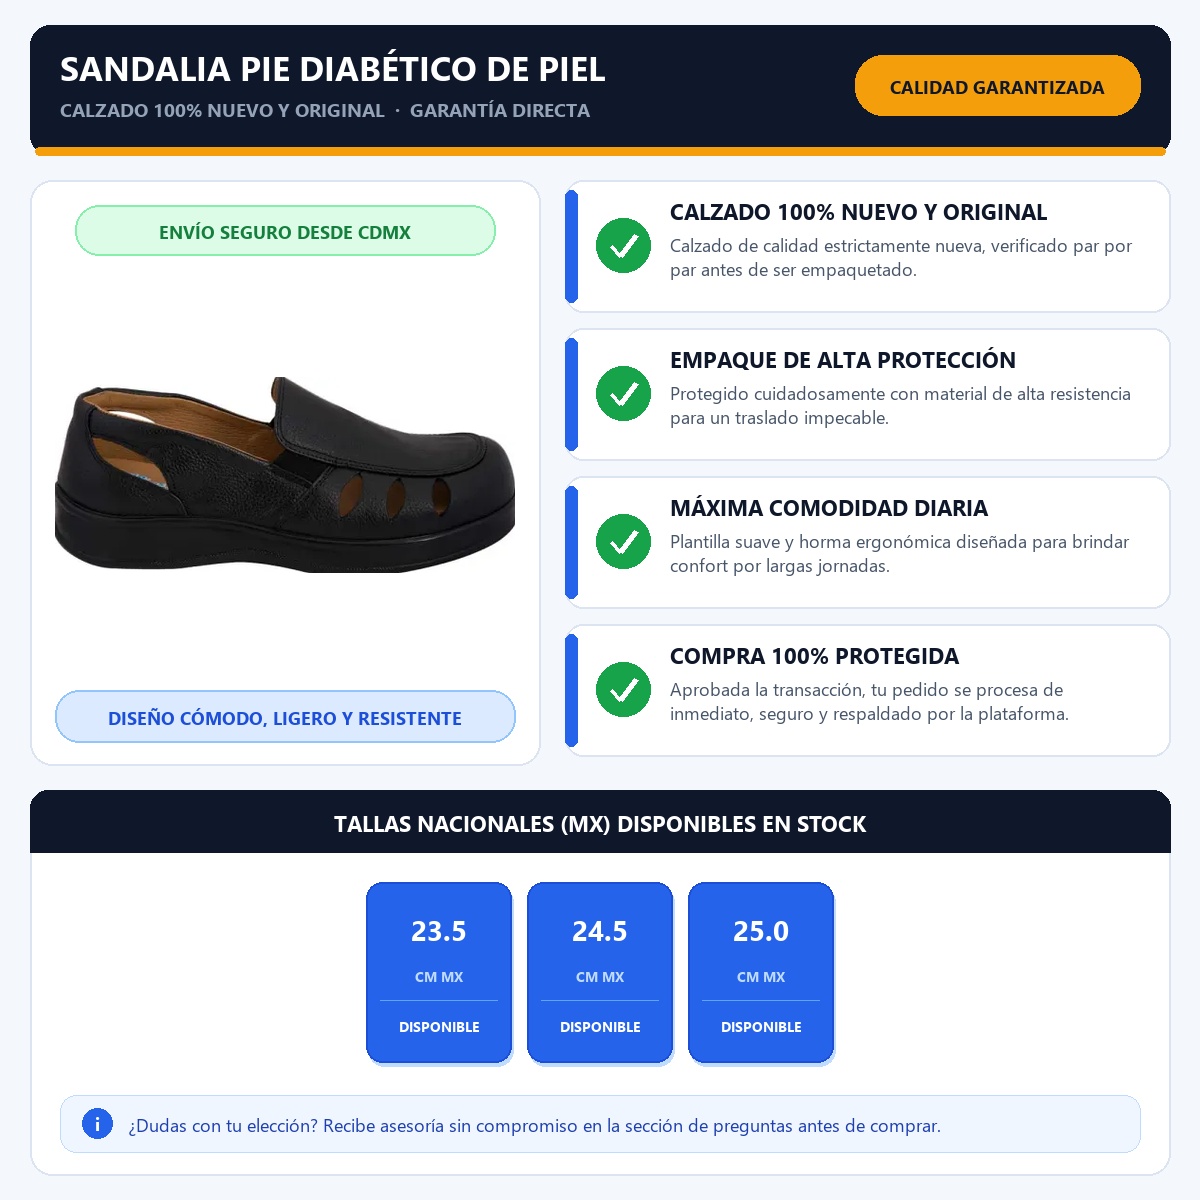 SANDALIA PIE DIABÉTICO DE PIEL
CALZADO 100% NUEVO Y ORIGINAL · GARANTÍA DIRECTA
CALIDAD GARANTIZADA
ENVÍO SEGURO DESDE CDMX
DISEÑO CÓMODO, LIGERO Y RESISTENTE
CALZADO 100% NUEVO Y ORIGINAL
Calzado de calidad estrictamente nueva, verificado par por
par antes de ser empaquetado.
EMPAQUE DE ALTA PROTECCIÓN
Protegido cuidadosamente con material de alta resistencia
para un traslado impecable.
MÁXIMA COMODIDAD DIARIA
Plantilla suave y horma ergonómica diseñada para brindar
confort por largas jornadas.
COMPRA 100% PROTEGIDA
Aprobada la transacción, tu pedido se procesa de
inmediato, seguro y respaldado por la plataforma.
TALLAS NACIONALES (MX) DISPONIBLES EN STOCK
23.5
CM MX
DISPONIBLE
24.5
CM MX
DISPONIBLE
25.0
CM MX
DISPONIBLE
¿Dudas con tu elección? Recibe asesoría sin compromiso en la sección de preguntas antes de comprar.